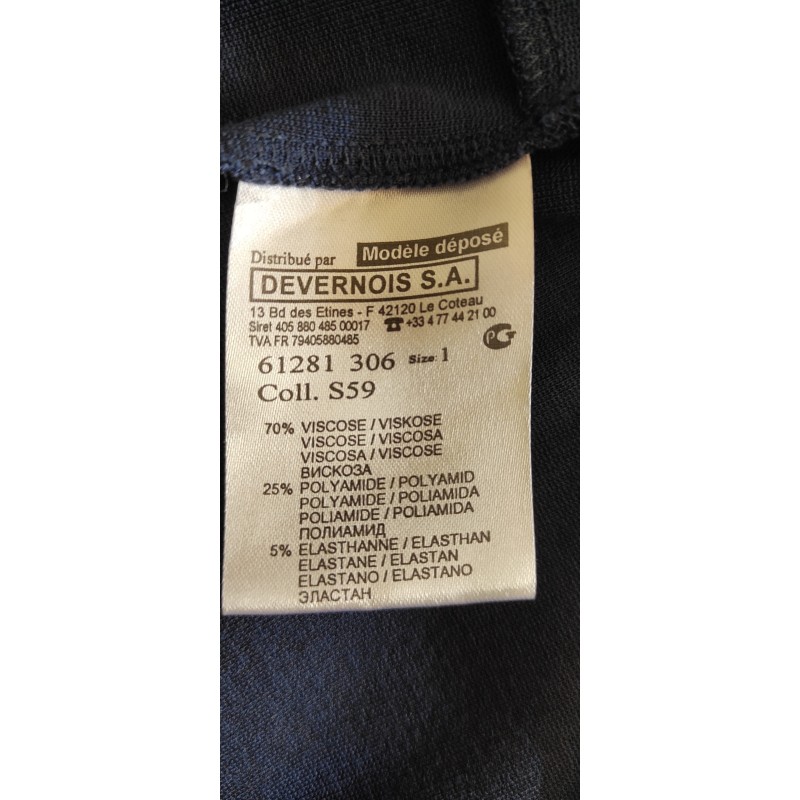 Distribué par Modèle déposé
DEVERNOIS S.A.
13 Bd des Etines - F 42120 Le Coteau
Siret 405 880 485 00017 ☎+33 4 77 44 21 00
TVA FR 79405880485
61281 306 Size: 1
Coll. S59
70% VISCOSE / VISKOSE
VISCOSE / VISCOSA
VISCOSA / VISCOSE
ВИСКОЗА
25% POLYAMIDE / POLYAMID
POLYAMIDE / POLIAMIDA
POLIAMIDE / POLIAMIDA
ПОЛИАМИД
5% ELASTHANNE / ELASTHAN
ELASTANE / ELASTAN
ELASTANO / ELASTANO
ЭЛАСТАН